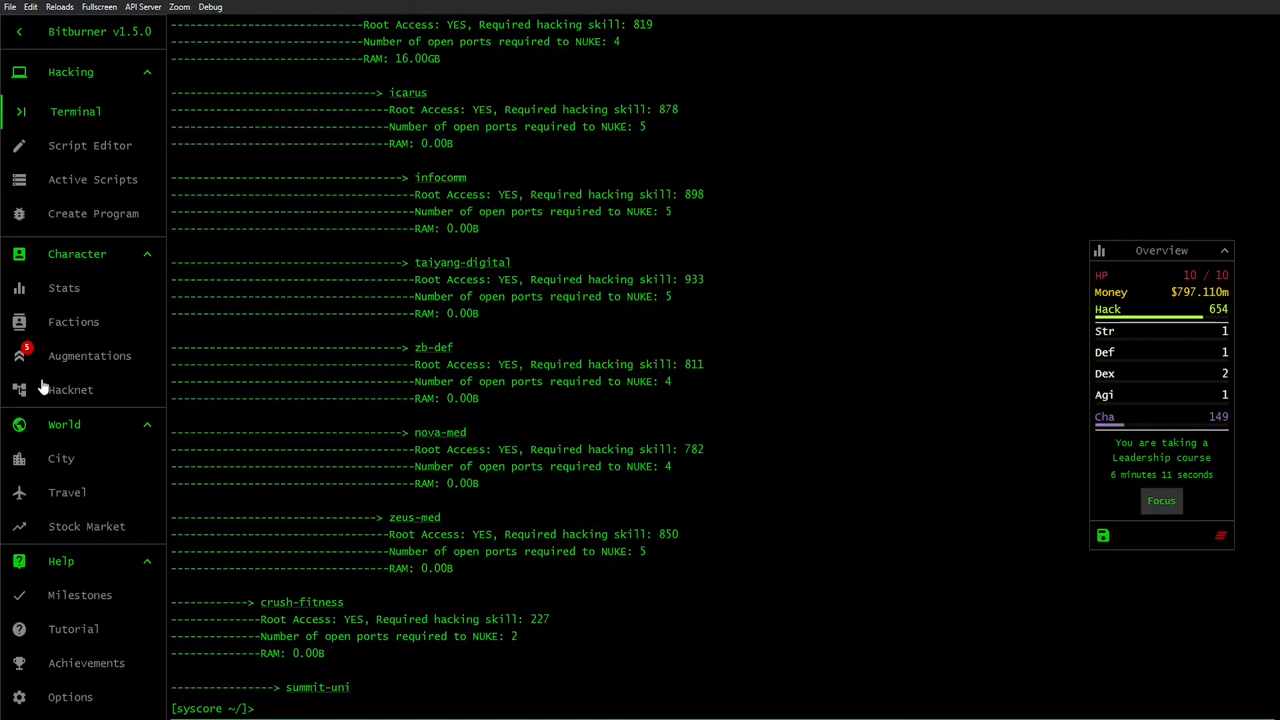 File Edit Reloads Fullscreen API Server Zoom Debug
Bitburner v1.5.0
Hacking
Terminal
Script Editor
Active Scripts
Create Program
Character
Stats
Factions
5
Augmentations
Hacknet
World
City
Travel
Stock Market
Help
Milestones
Tutorial
Achievements
Options
----------------------------Root Access: YES, Required hacking skill: 819
----------------------------Number of open ports required to NUKE: 4
----------------------------RAM: 16.00GB
-------------------------------> icarus
--------------------------------Root Access: YES, Required hacking skill: 878
--------------------------------Number of open ports required to NUKE: 5
--------------------------------RAM: 0.00B
-----------------------------------> infocomm
------------------------------------Root Access: YES, Required hacking skill: 898
------------------------------------Number of open ports required to NUKE: 5
------------------------------------RAM: 0.00B
-----------------------------------> taiyang-digital
------------------------------------Root Access: YES, Required hacking skill: 933
------------------------------------Number of open ports required to NUKE: 5
------------------------------------RAM: 0.00B
-----------------------------------> zb-def
------------------------------------Root Access: YES, Required hacking skill: 811
------------------------------------Number of open ports required to NUKE: 4
------------------------------------RAM: 0.00B
-----------------------------------> nova-med
------------------------------------Root Access: YES, Required hacking skill: 782
------------------------------------Number of open ports required to NUKE: 4
------------------------------------RAM: 0.00B
-------------------------------> zeus-med
--------------------------------Root Access: YES, Required hacking skill: 850
--------------------------------Number of open ports required to NUKE: 5
--------------------------------RAM: 0.00B
-----------> crush-fitness
------------Root Access: YES, Required hacking skill: 227
------------Number of open ports required to NUKE: 2
------------RAM: 0.00B
---------------> summit-uni
[syscore ~/]>
Overview
HP 10 / 10
Money $797.110m
Hack 654
Str 1
Def 1
Dex 2
Agi 1
Cha 149
You are taking a
Leadership course
6 minutes 11 seconds
Focus